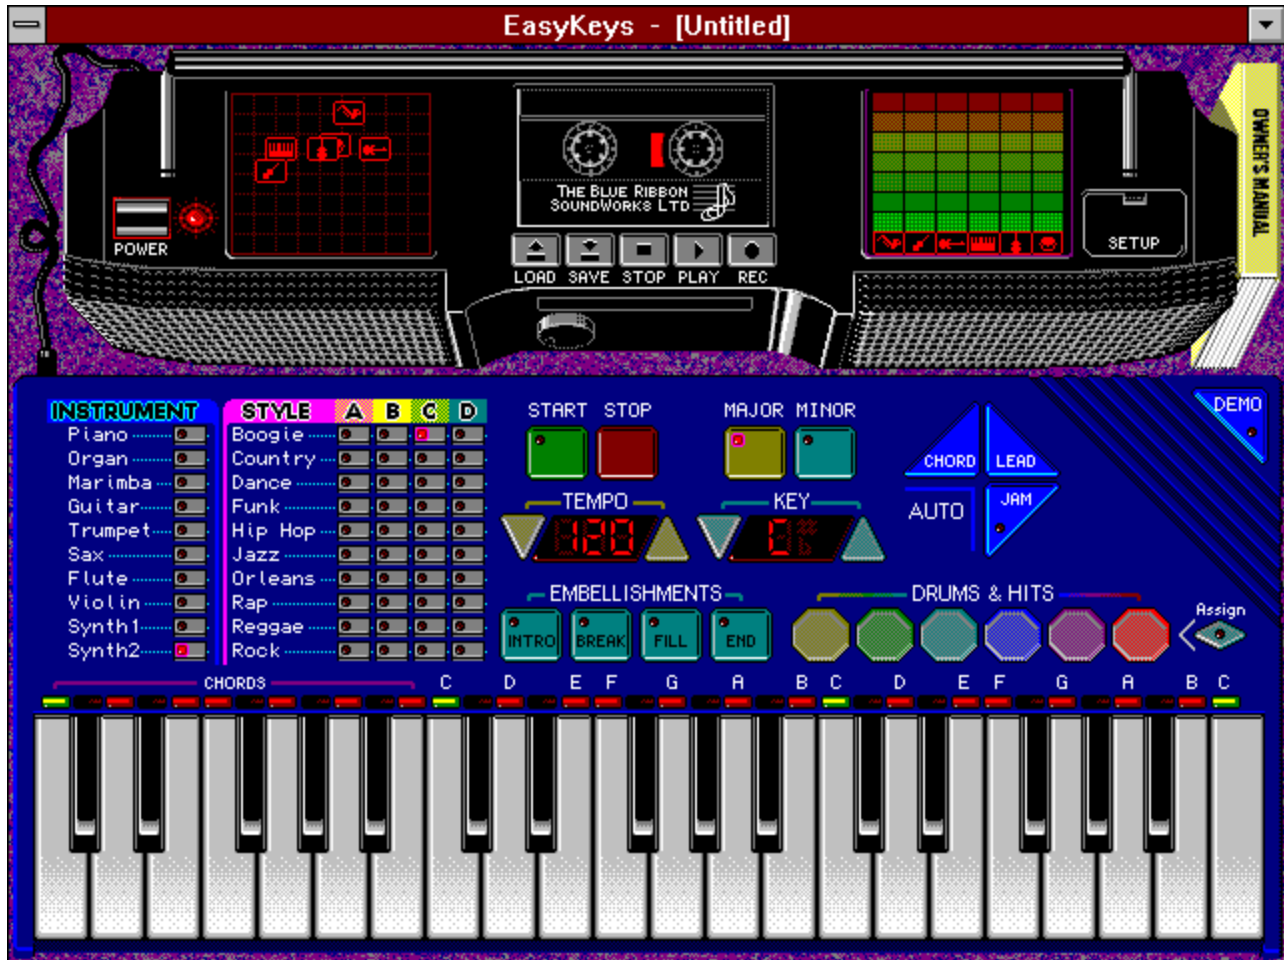 EasyKeys - [Untitled]
OWNER'S MANUAL
THE BLUE RIBBON
SOUNDWORKS LTD
POWER
SETUP
LOAD SAVE STOP PLAY REC
INSTRUMENT
Piano
Organ
Marimba
Guitar
Trumpet
Sax
Flute
Violin
Synth1
Synth2
STYLE A B C D
Boogie
Country
Dance
Funk
Hip Hop
Jazz
Orleans
Rap
Reggae
Rock
START STOP
MAJOR MINOR
CHORD LEAD
AUTO JAM
DEMO
TEMPO
120
KEY
C
EMBELLISHMENTS
INTRO BREAK FILL END
DRUMS & HITS
Assign
CHORDS C D E F G A B C D E F G A B C